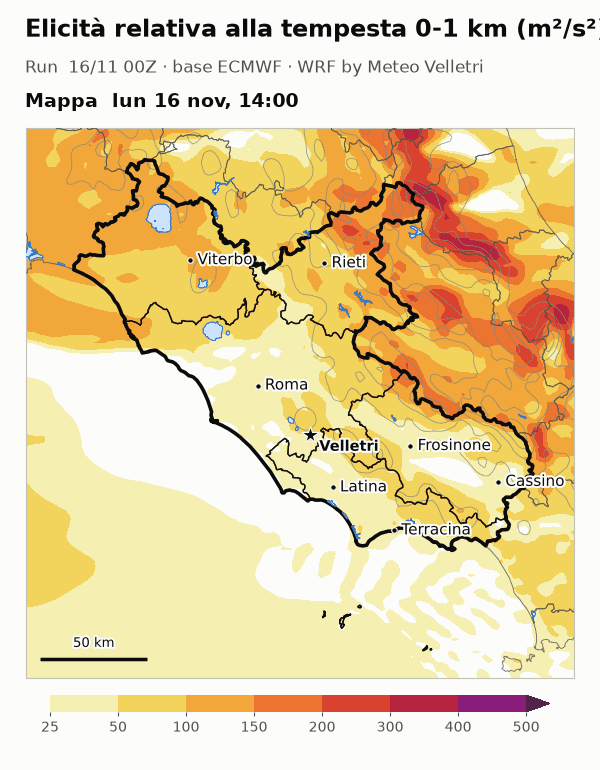 Elicità relativa alla tempesta 0-1 km (m²/s²)
Run 16/11 00Z · base ECMWF · WRF by Meteo Velletri
Mappa lun 16 nov, 14:00
Viterbo
Rieti
Roma
Velletri
Frosinone
Cassino
Latina
Terracina
50 km
25 50 100 150 200 300 400 500